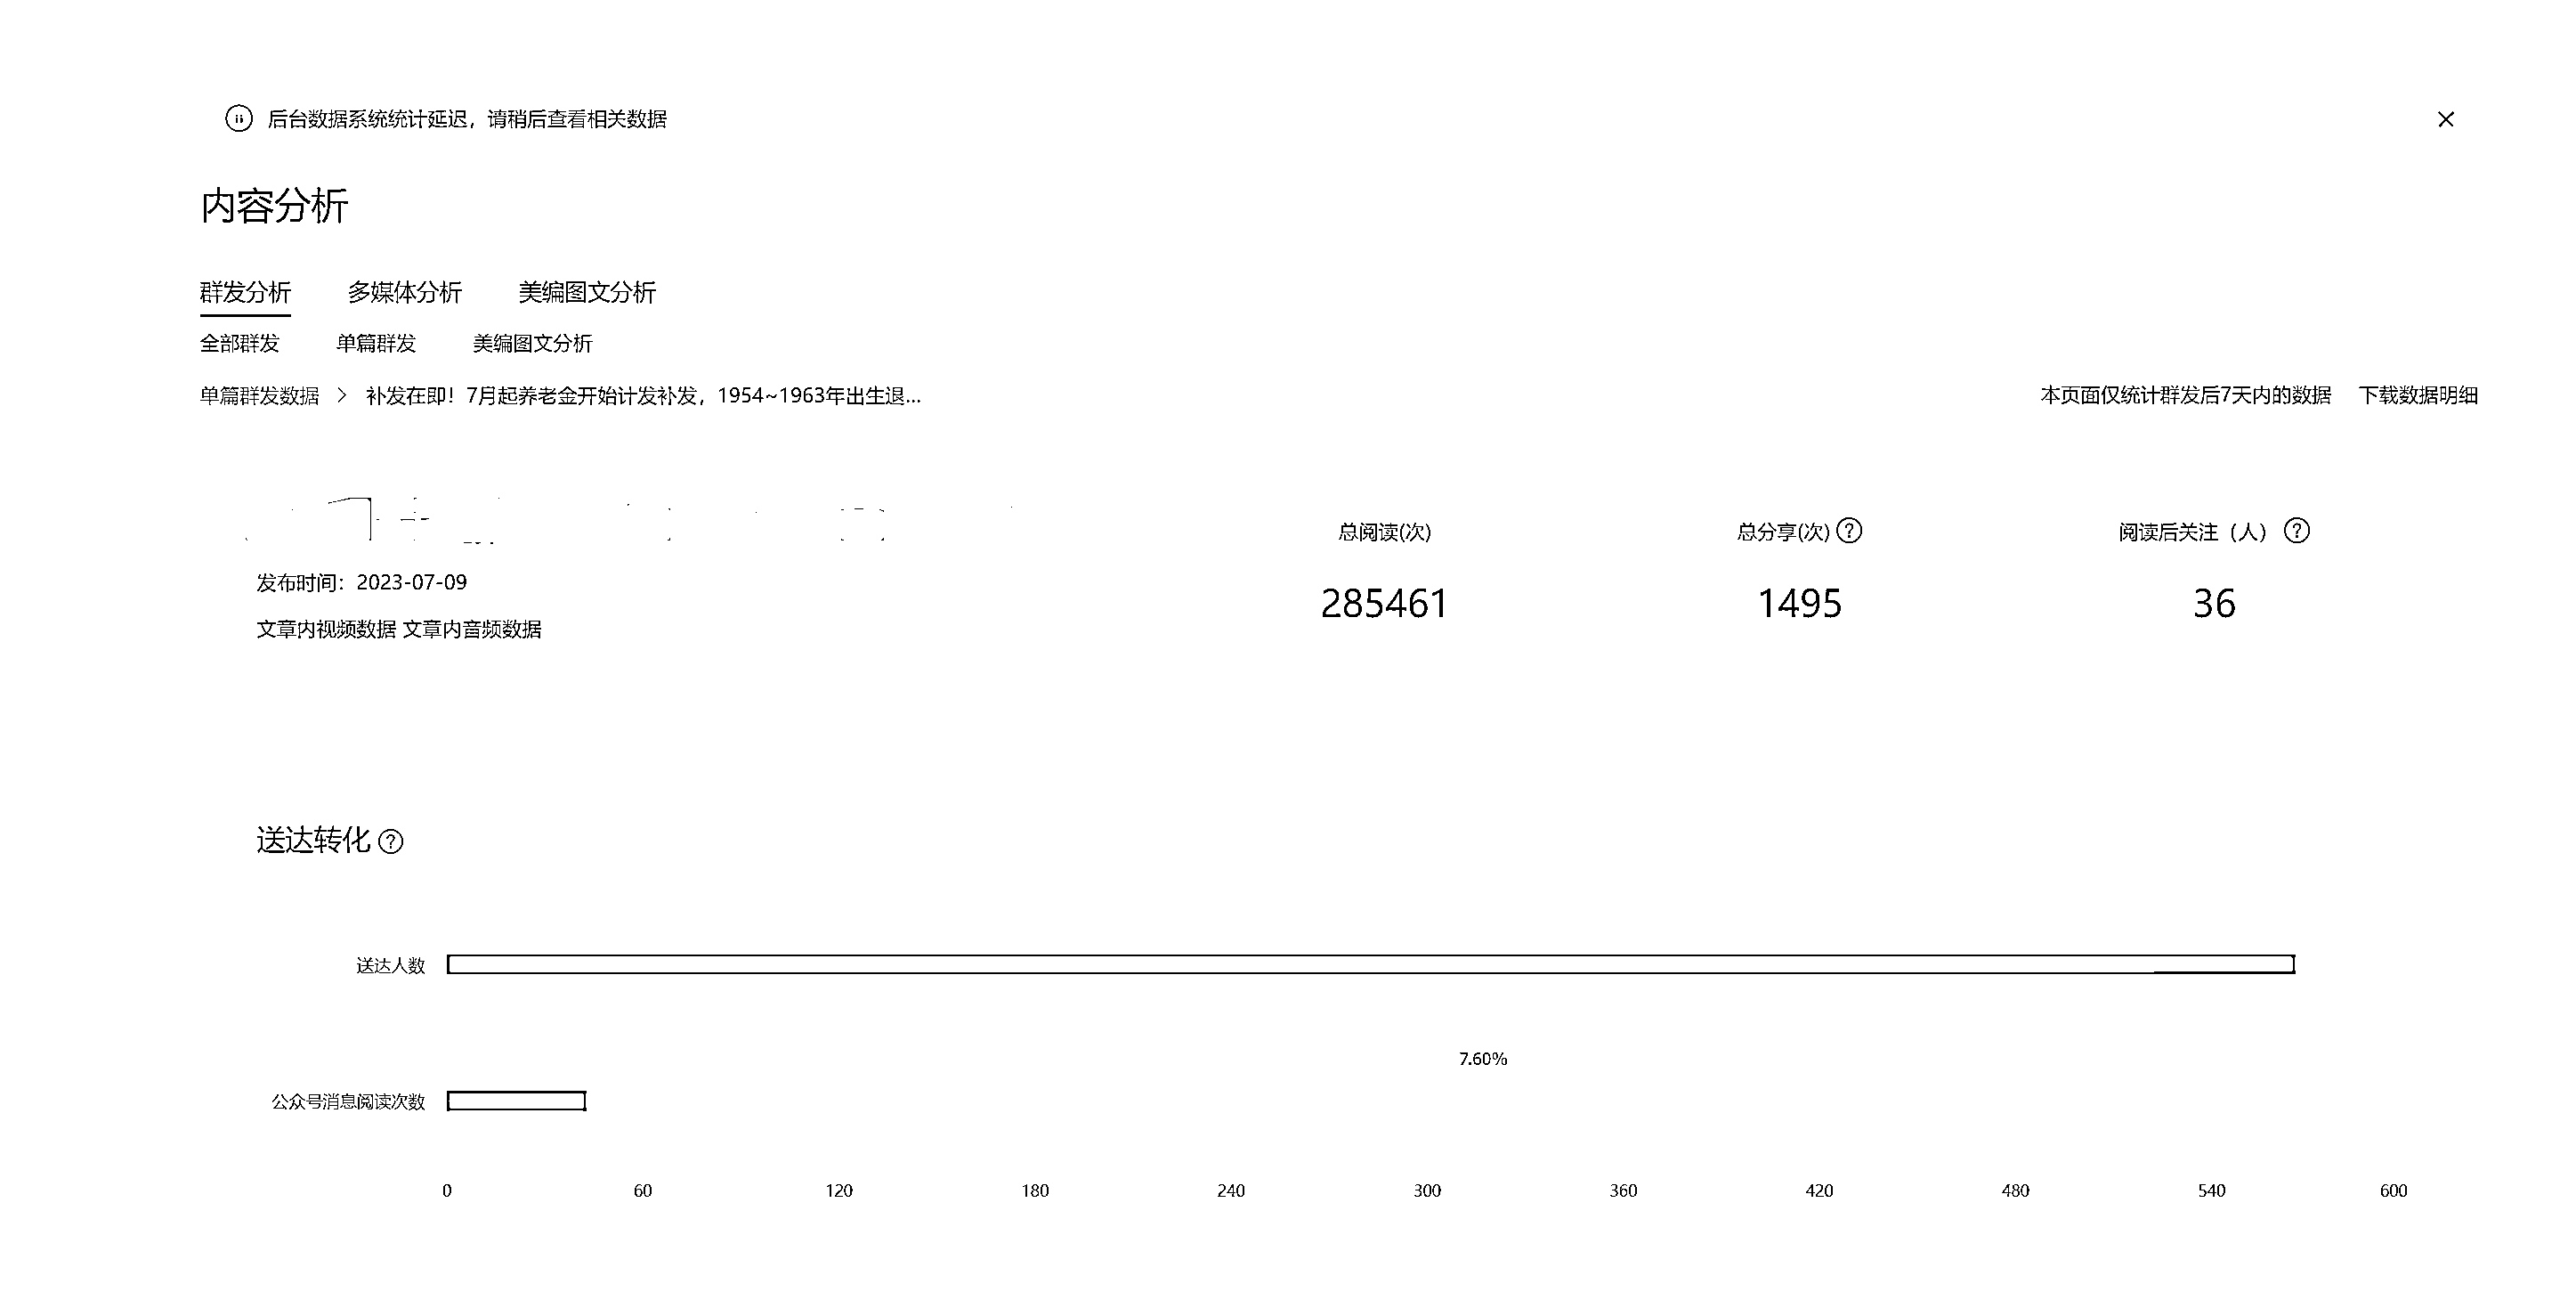 后台数据系统统计延迟，请稍后查看相关数据
内容分析
群发分析 多媒体分析 美编图文分析
全部群发 单篇群发 美编图文分析
单篇群发数据 > 补发在即！7月起养老金开始计发补发，1954~1963年出生退... 本页面仅统计群发后7天内的数据 下载数据明细
总阅读(次) 总分享(次) ? 阅读后关注（人） ?
发布时间：2023-07-09
285461 1495 36
文章内视频数据 文章内音频数据
送达转化 ?
送达人数
7.60%
公众号消息阅读次数
0 60 120 180 240 300 360 420 480 540 600